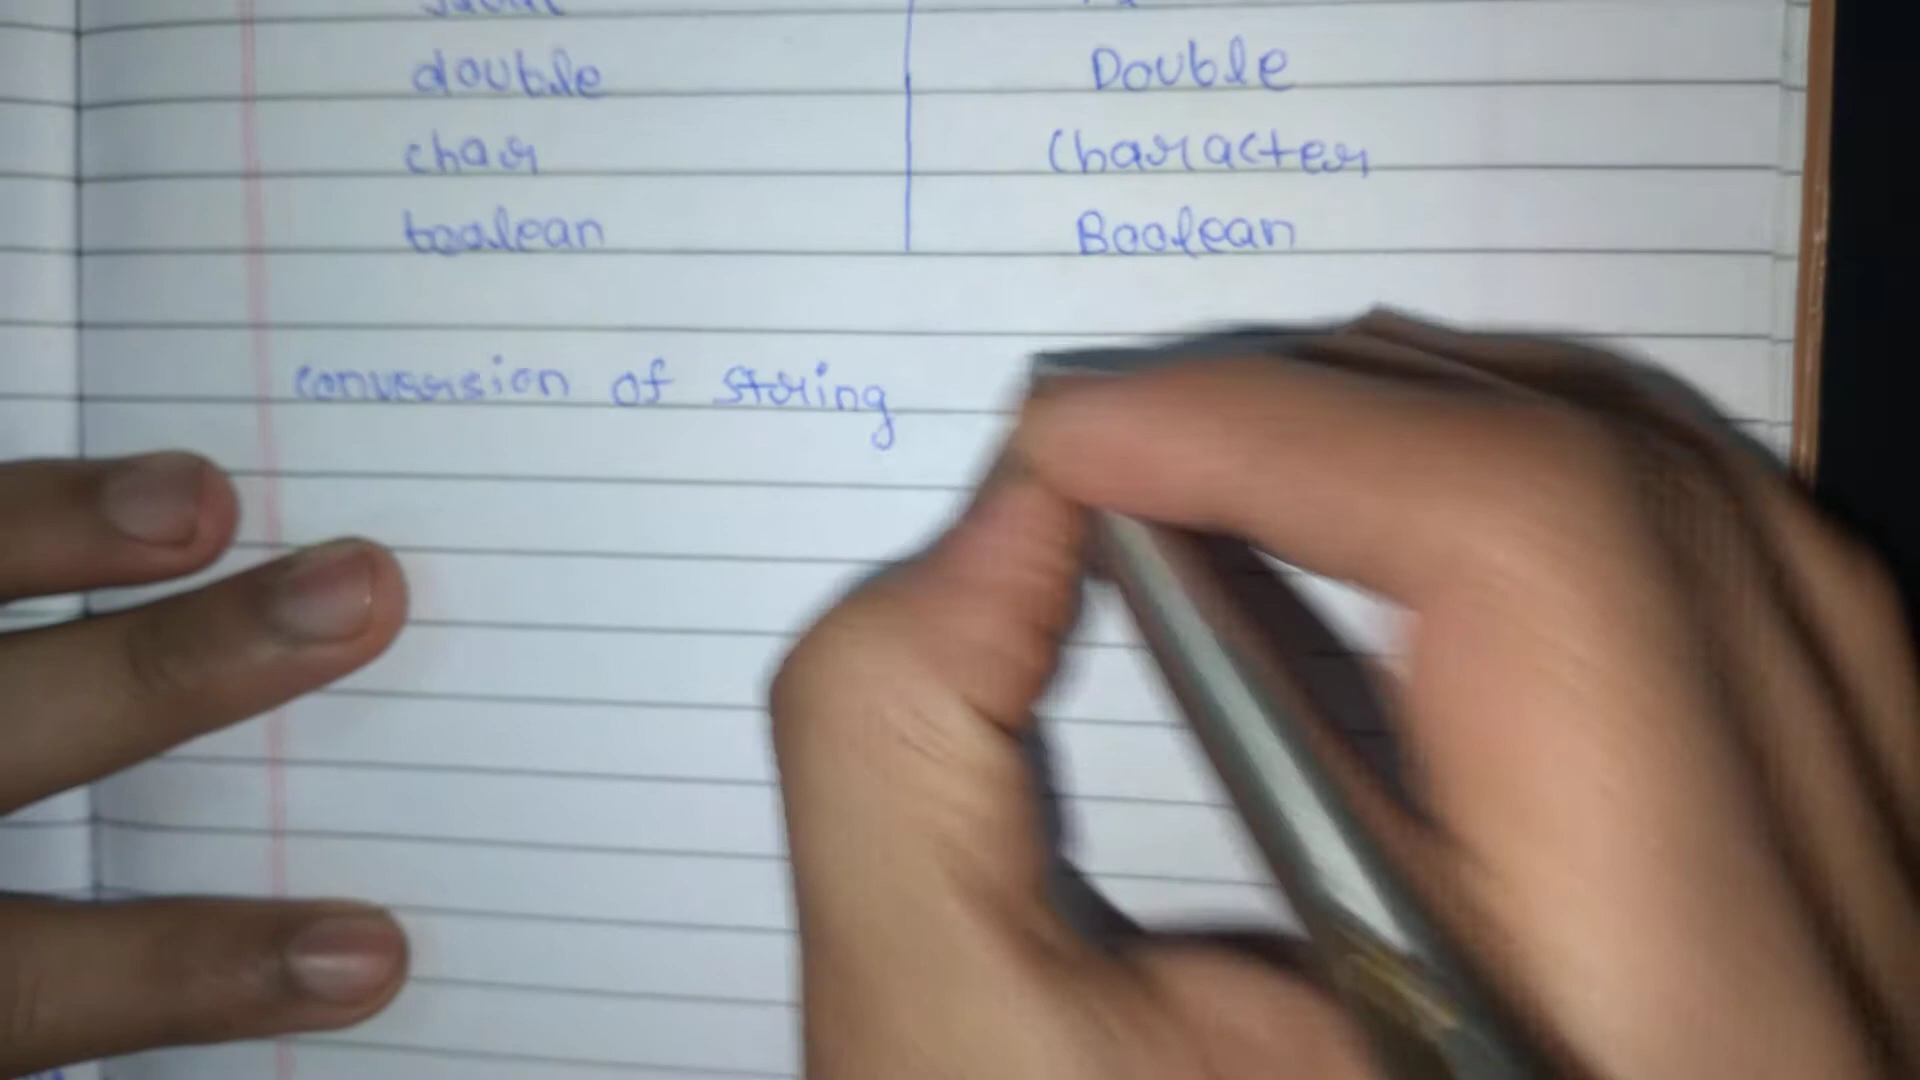 double Double
char Character
boolean Boolean
conversion of string